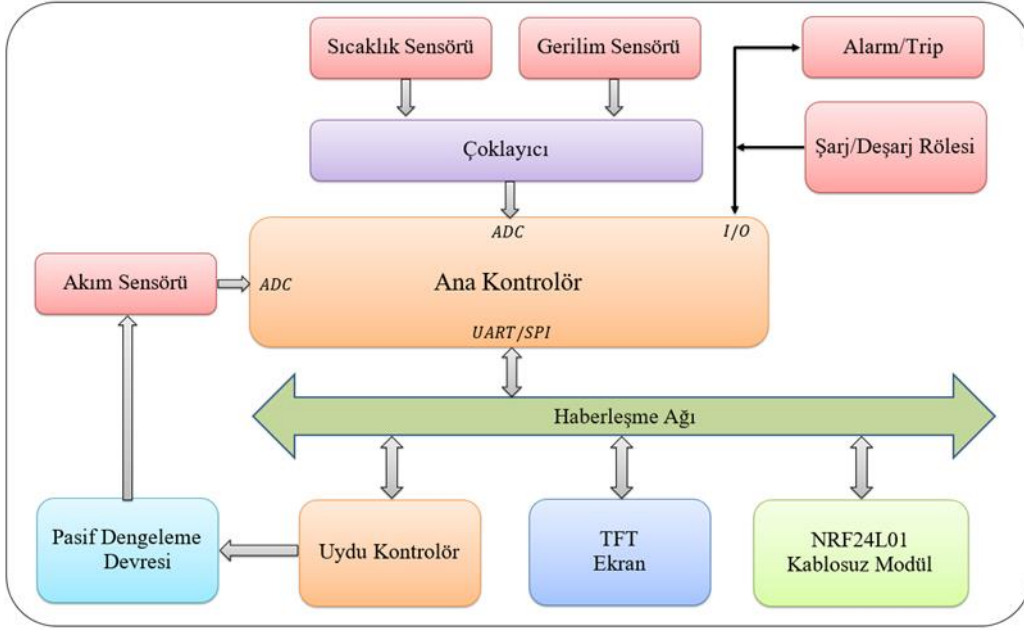 Sıcaklık Sensörü
Gerilim Sensörü
Alarm/Trip
Çoklayıcı
Şarj/Deşarj Rölesi
ADC
I/O
Akım Sensörü
ADC
Ana Kontrolör
UART/SPI
Haberleşme Ağı
Pasif Dengeleme
Devresi
Uydu Kontrolör
TFT
Ekran
NRF24L01
Kablosuz Modül